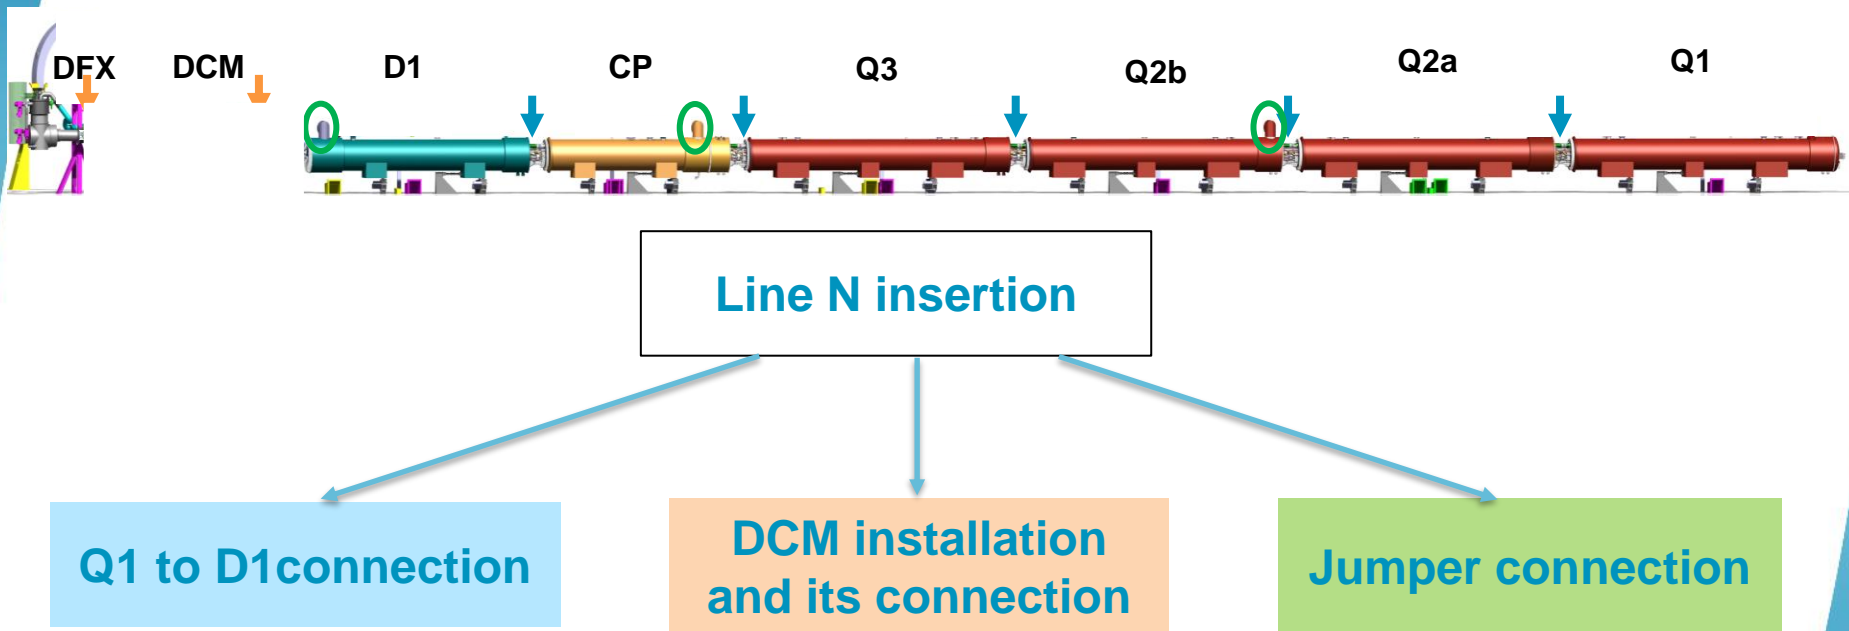 DFX
DCM
D1
CP
Q3
Q2b
Q2a
Q1
Line N insertion
Q1 to D1connection
DCM installation
and its connection
Jumper connection